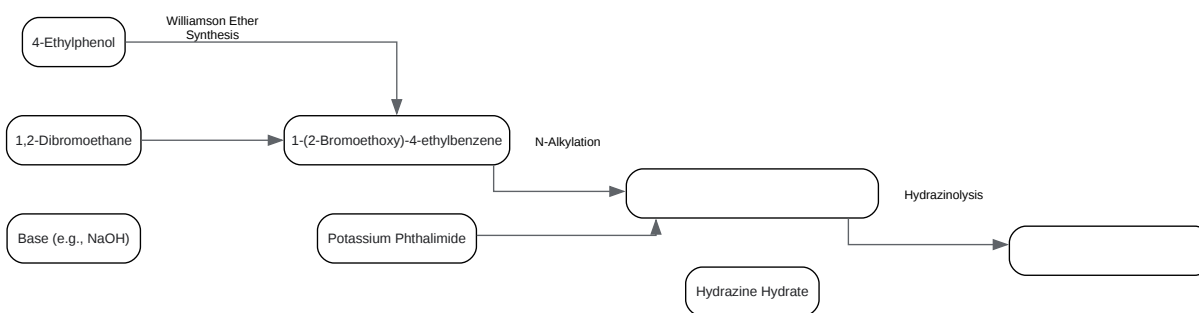 Williamson Ether
Synthesis
4-Ethylphenol
1,2-Dibromoethane
1-(2-Bromoethoxy)-4-ethylbenzene
N-Alkylation
Hydrazinolysis
Base (e.g., NaOH)
Potassium Phthalimide
Hydrazine Hydrate